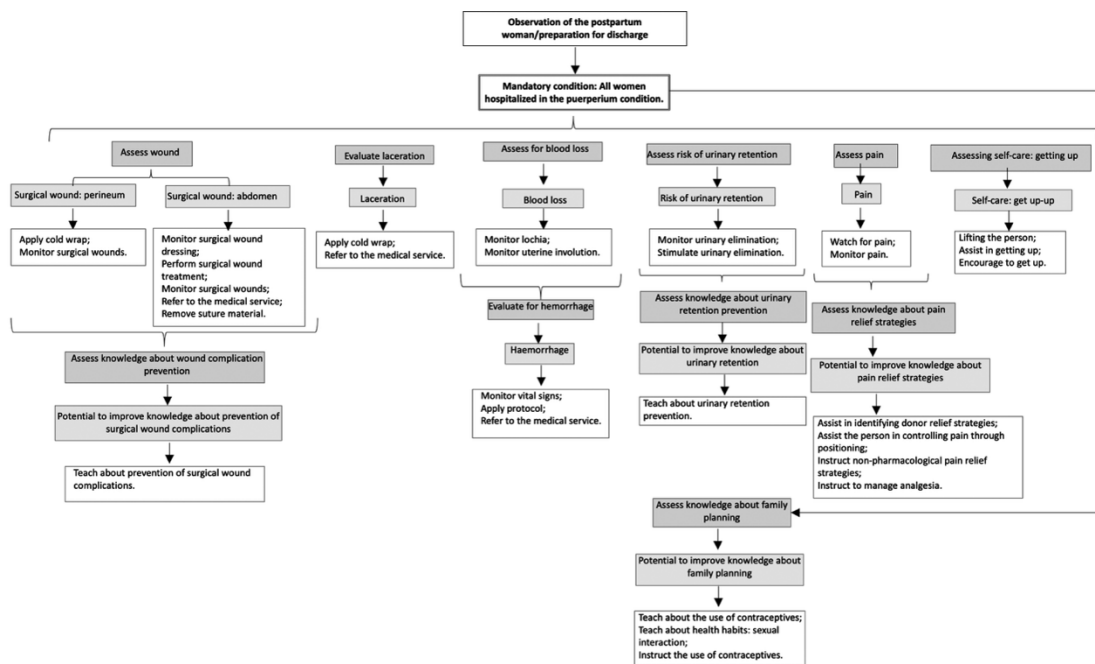 Observation of the postpartum
woman/preparation for discharge
Mandatory condition: All women
hospitalized in the puerperium condition.
Assess wound
Surgical wound: perineum
Surgical wound: abdomen
Apply cold wrap;
Monitor surgical wounds.
Monitor surgical wound
dressing;
Perform surgical wound
treatment;
Monitor surgical wounds;
Refer to the medical service;
Remove suture material.
Assess knowledge about wound complication
prevention
Potential to improve knowledge about prevention of
surgical wound complications
Teach about prevention of surgical wound
complications.
Evaluate laceration
Laceration
Apply cold wrap;
Refer to the medical service.
Assess for blood loss
Blood loss
Monitor lochia;
Monitor uterine involution.
Evaluate for hemorrhage
Haemorrhage
Monitor vital signs;
Apply protocol;
Refer to the medical service.
Assess risk of urinary retention
Risk of urinary retention
Monitor urinary elimination;
Stimulate urinary elimination.
Assess knowledge about urinary
retention prevention
Potential to improve knowledge about
urinary retention
Teach about urinary retention
prevention.
Assess pain
Pain
Watch for pain;
Monitor pain.
Assess knowledge about pain
relief strategies
Potential to improve knowledge about
pain relief strategies
Assist in identifying donor relief strategies;
Assist the person in controlling pain through
positioning;
Instruct non-pharmacological pain relief
strategies;
Instruct to manage analgesia.
Assessing self-care: getting up
Self-care: get up-up
Lifting the person;
Assist in getting up;
Encourage to get up.
Assess knowledge about family
planning
Potential to improve knowledge about
family planning
Teach about the use of contraceptives;
Teach about health habits: sexual
interaction;
Instruct the use of contraceptives.